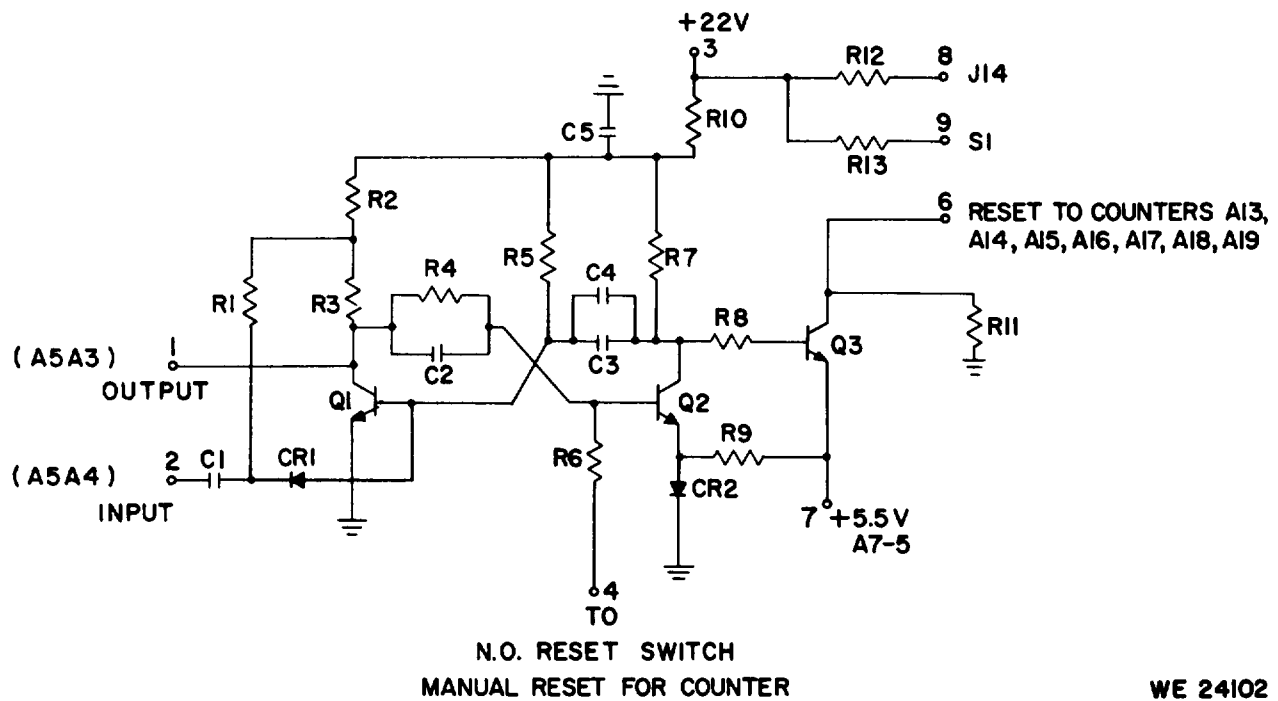 +22V
3
R12
8
J14
C5
R10
9
S1
R13
R2
6
RESET TO COUNTERS A13,
A14, A15, A16, A17, A18, A19
R5
R7
R4
C4
R1
R3
R8
R11
(A5A3)
1
C3
Q3
OUTPUT
C2
Q1
Q2
(A5A4)
2
C1
CR1
R6
R9
CR2
INPUT
7
+5.5V
A7-5
4
TO
N.O. RESET SWITCH
MANUAL RESET FOR COUNTER
WE 24102